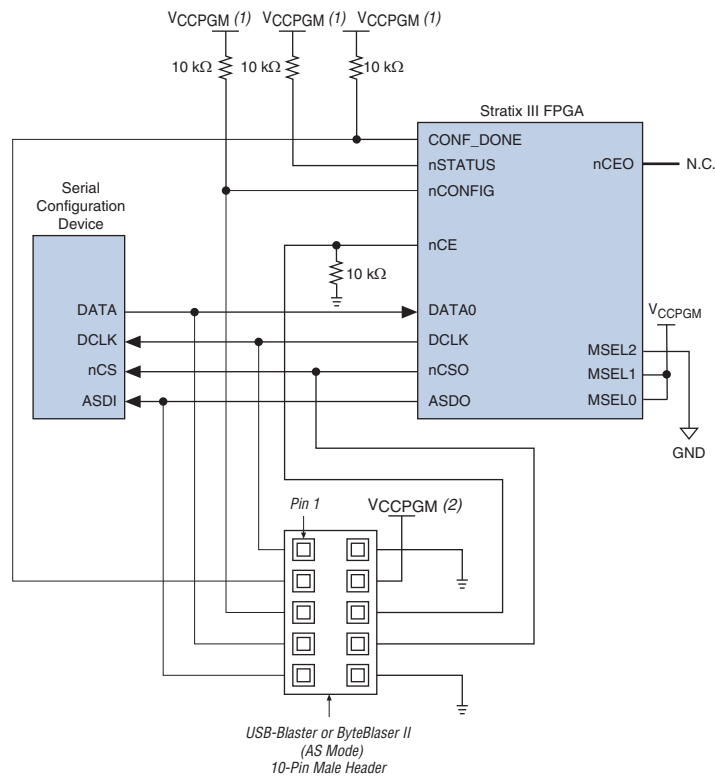 VCCPGM (1) VCCPGM (1) VCCPGM (1)
10 kΩ 10 kΩ 10 kΩ
Stratix III FPGA
Serial
Configuration
Device
CONF_DONE
nSTATUS
nCONFIG
nCE
nCEO
N.C.
10 kΩ
DATA
DCLK
nCS
ASDI
DATA0
DCLK
nCSO
ASDO
VCCPGM
MSEL2
MSEL1
MSEL0
GND
Pin 1
VCCPGM (2)
USB-Blaster or ByteBlaser II
(AS Mode)
10-Pin Male Header